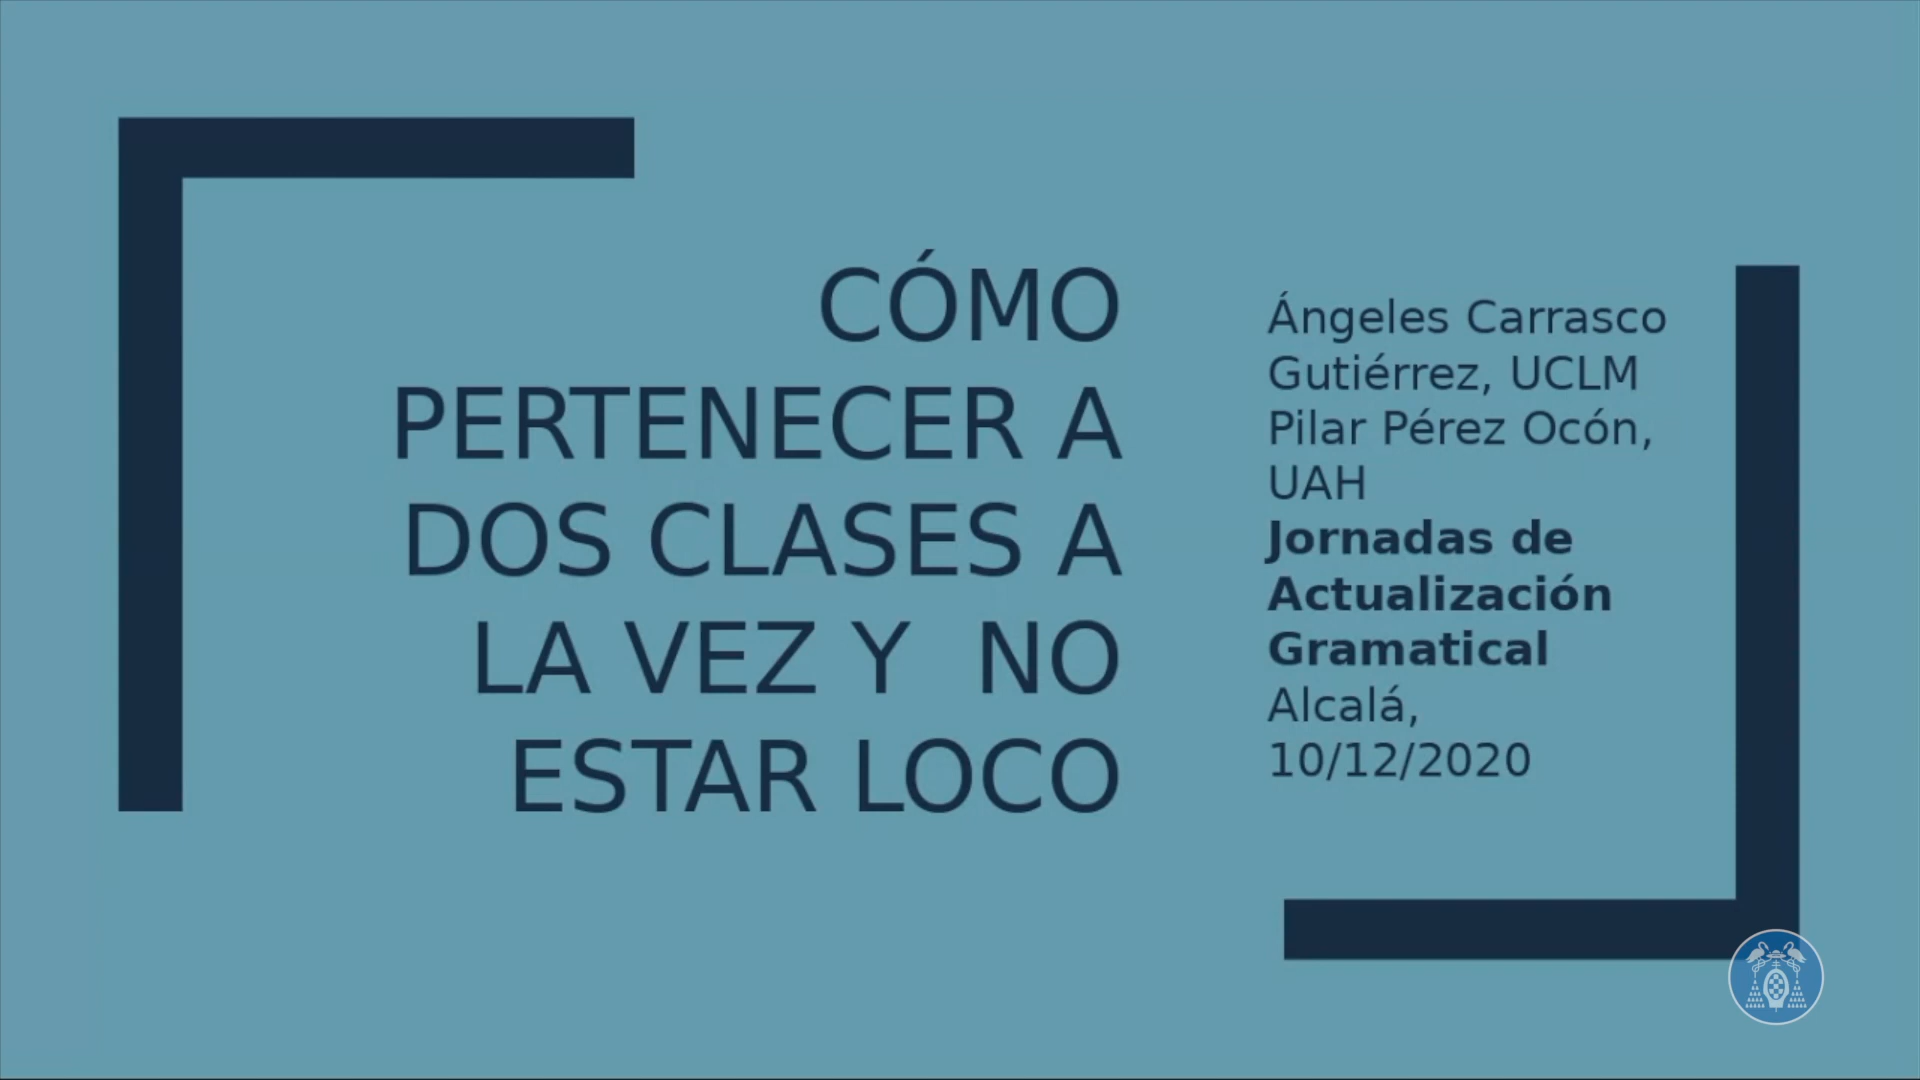 CÓMO
PERTENECER A
DOS CLASES A
LA VEZ Y  NO
ESTAR LOCO
Ángeles Carrasco
Gutiérrez, UCLM
Pilar Pérez Ocón,
UAH
Jornadas de
Actualización
Gramatical
Alcalá,
10/12/2020